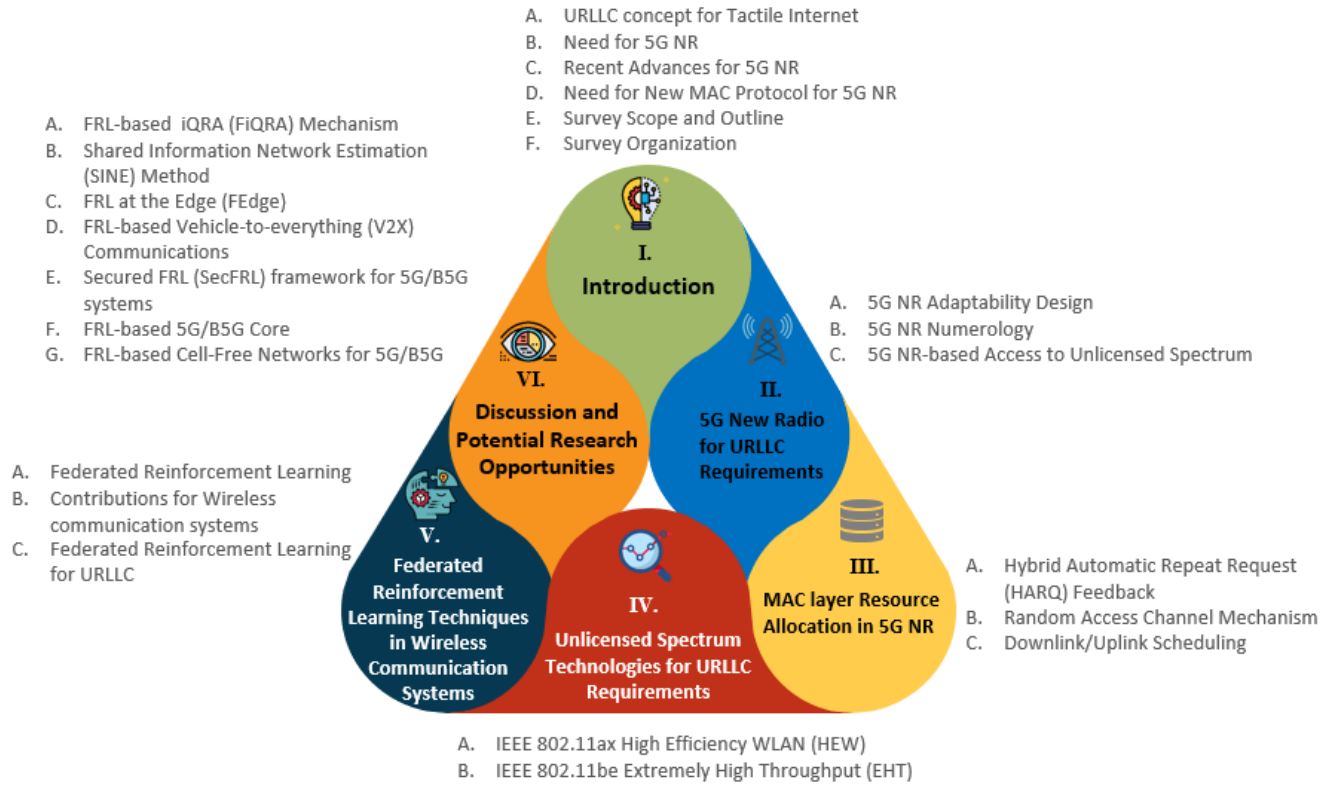 A. URLLC concept for Tactile Internet
B. Need for 5G NR
C. Recent Advances for 5G NR
D. Need for New MAC Protocol for 5G NR
E. Survey Scope and Outline
F. Survey Organization
I.
Introduction
A. 5G NR Adaptability Design
B. 5G NR Numerology
C. 5G NR-based Access to Unlicensed Spectrum
II.
5G New Radio
for URLLC
Requirements
A. Hybrid Automatic Repeat Request
(HARQ) Feedback
B. Random Access Channel Mechanism
C. Downlink/Uplink Scheduling
III.
MAC layer Resource
Allocation in 5G NR
IV.
Unlicensed Spectrum
Technologies for URLLC
Requirements
A. IEEE 802.11ax High Efficiency WLAN (HEW)
B. IEEE 802.11be Extremely High Throughput (EHT)
A. Federated Reinforcement Learning
B. Contributions for Wireless
communication systems
C. Federated Reinforcement Learning
for URLLC
V.
Federated
Reinforcement
Learning Techniques
in Wireless
Communication
Systems
A. FRL-based iQRA (FiQRA) Mechanism
B. Shared Information Network Estimation
(SINE) Method
C. FRL at the Edge (FEdge)
D. FRL-based Vehicle-to-everything (V2X)
Communications
E. Secured FRL (SecFRL) framework for 5G/B5G
systems
F. FRL-based 5G/B5G Core
G. FRL-based Cell-Free Networks for 5G/B5G
VI.
Discussion and
Potential Research
Opportunities